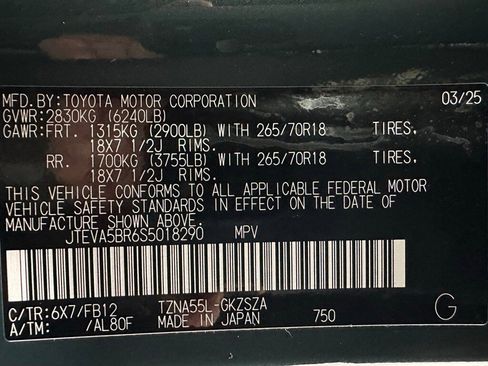 MFD.BY:TOYOTA MOTOR CORPORATION 03/25
GVWR:2830KG (6240LB)
GAWR:FRT. 1315KG (2900LB) WITH 265/70R18 TIRES,
18X7 1/2J RIMS.
RR. 1700KG (3755LB) WITH 265/70R18 TIRES,
18X7 1/2J RIMS.
THIS VEHICLE CONFORMS TO ALL APPLICABLE FEDERAL MOTOR
VEHICLE SAFETY STANDARDS IN EFFECT ON THE DATE OF
MANUFACTURE SHOWN ABOVE.
JTEVA5BR6S5018290 MPV
C/TR:6X7/FB12 TZNA55L-GKZSZA
A/TM: /AL80F MADE IN JAPAN 750 G